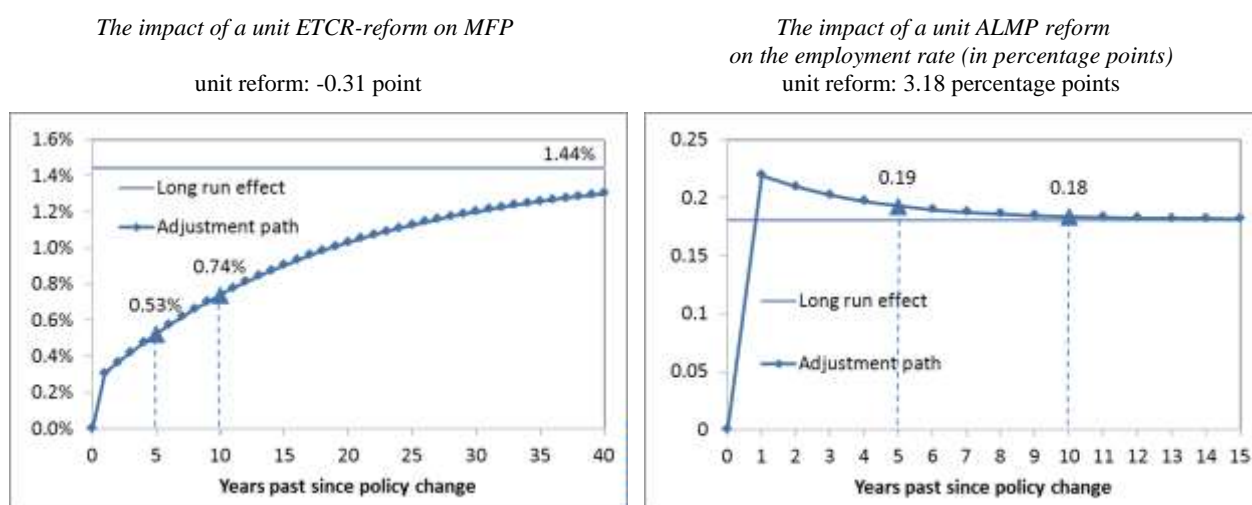 The impact of a unit ETCR-reform on MFP
unit reform: -0.31 point
1.6%
1.4%
1.2%
1.0%
0.8%
0.6%
0.4%
0.2%
0.0%
1.44%
Long run effect
Adjustment path
0.74%
0.53%
0 5 10 15 20 25 30 35 40
Years past since policy change
The impact of a unit ALMP reform
on the employment rate (in percentage points)
unit reform: 3.18 percentage points
0.25
0.2
0.15
0.1
0.05
0
0.19
0.18
Long run effect
Adjustment path
0 1 2 3 4 5 6 7 8 9 10 11 12 13 14 15
Years past since policy change